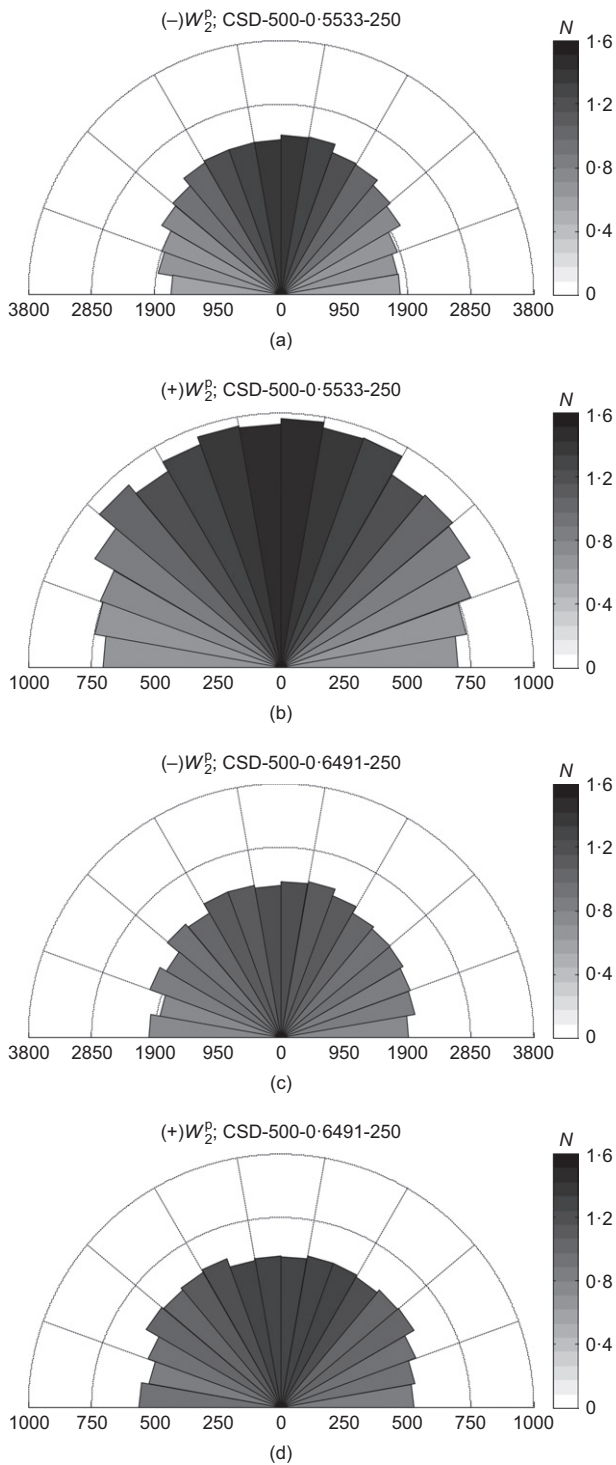 (–)W₂ᵖ; CSD-500-0·5533-250
N
1·6
1·2
0·8
0·4
0
3800 2850 1900 950 0 950 1900 2850 3800
(a)
(+)W₂ᵖ; CSD-500-0·5533-250
N
1·6
1·2
0·8
0·4
0
1000 750 500 250 0 250 500 750 1000
(b)
(–)W₂ᵖ; CSD-500-0·6491-250
N
1·6
1·2
0·8
0·4
0
3800 2850 1900 950 0 950 1900 2850 3800
(c)
(+)W₂ᵖ; CSD-500-0·6491-250
N
1·6
1·2
0·8
0·4
0
1000 750 500 250 0 250 500 750 1000
(d)